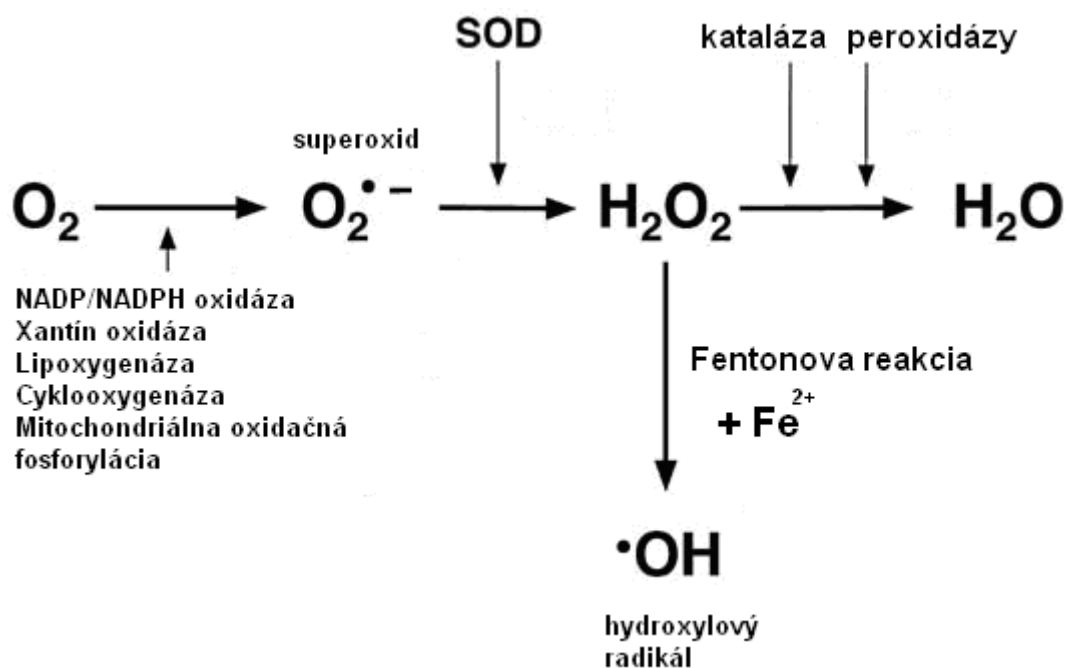 SOD
kataláza peroxidázy
superoxid
O₂ O₂•− H₂O₂ H₂O
NADP/NADPH oxidáza
Xantín oxidáza
Lipoxygenáza
Cyklooxygenáza
Mitochondriálna oxidačná
fosforylácia
Fentonova reakcia
+ Fe²⁺
•OH
hydroxylový
radikál